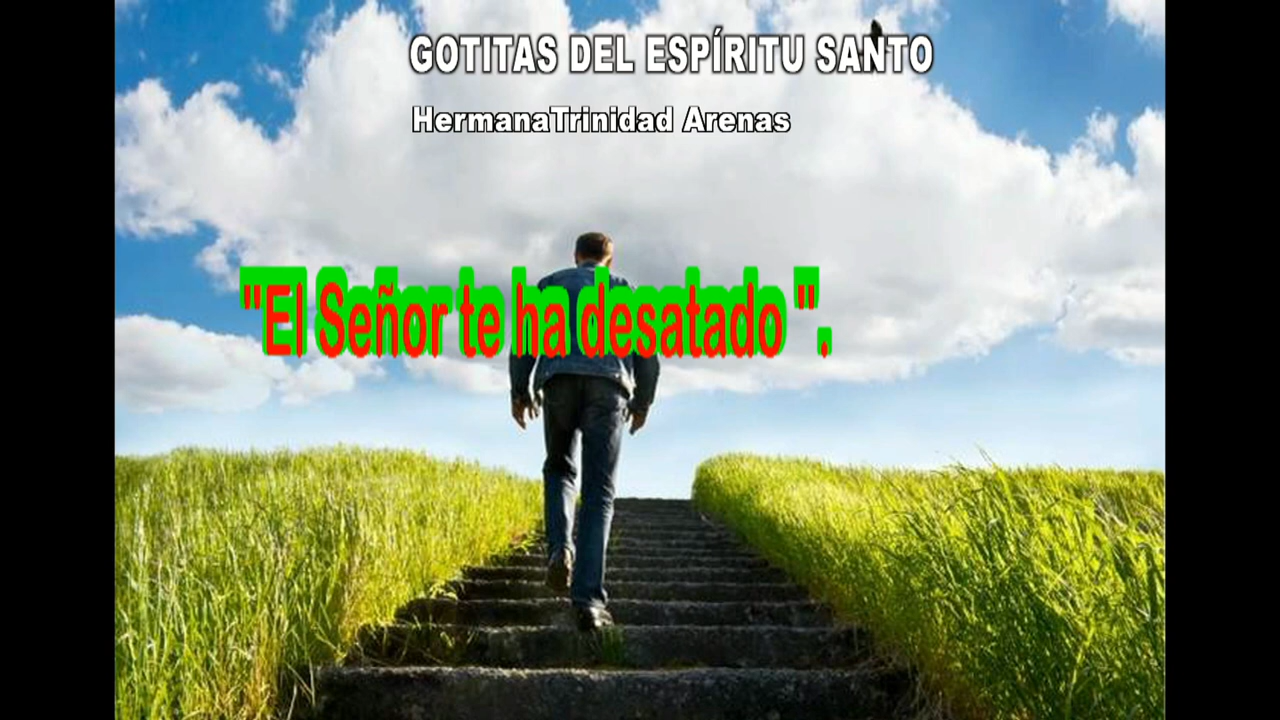 GOTITAS DEL ESPÍRITU SANTO
HermanaTrinidad Arenas
"El Señor te ha desatado ".